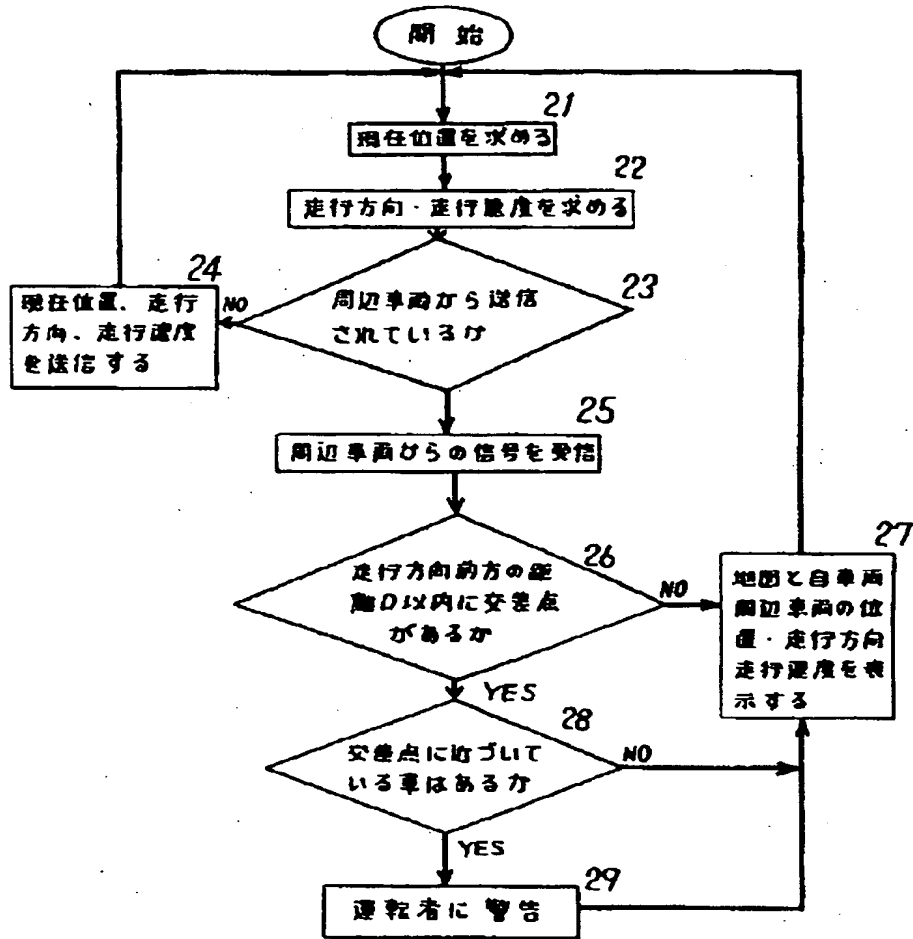 開始
21
現在位置を求める
22
走行方向・走行速度を求める
23
周辺車両から送信
されているか
NO
24
現在位置、走行
方向、走行速度
を送信する
25
周辺車両からの信号を受信
26
走行方向前方の距
離D以内に交差点
があるか
NO
27
地図と自車両
周辺車両の位
置・走行方向
走行速度を表
示する
YES
28
交差点に近づいて
いる車はあるか
NO
YES
29
運転者に警告